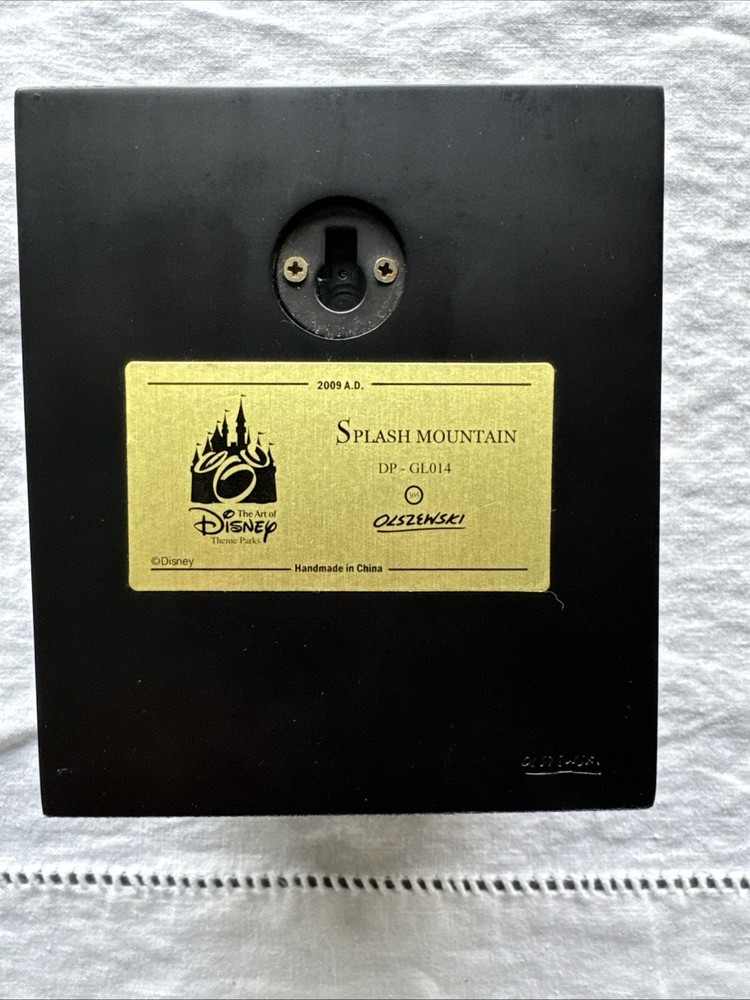 2009 A.D.
SPLASH MOUNTAIN
DP - GL014
OLSZEWSKI
The Art of
DISNEY
Theme Parks
©Disney
Handmade in China